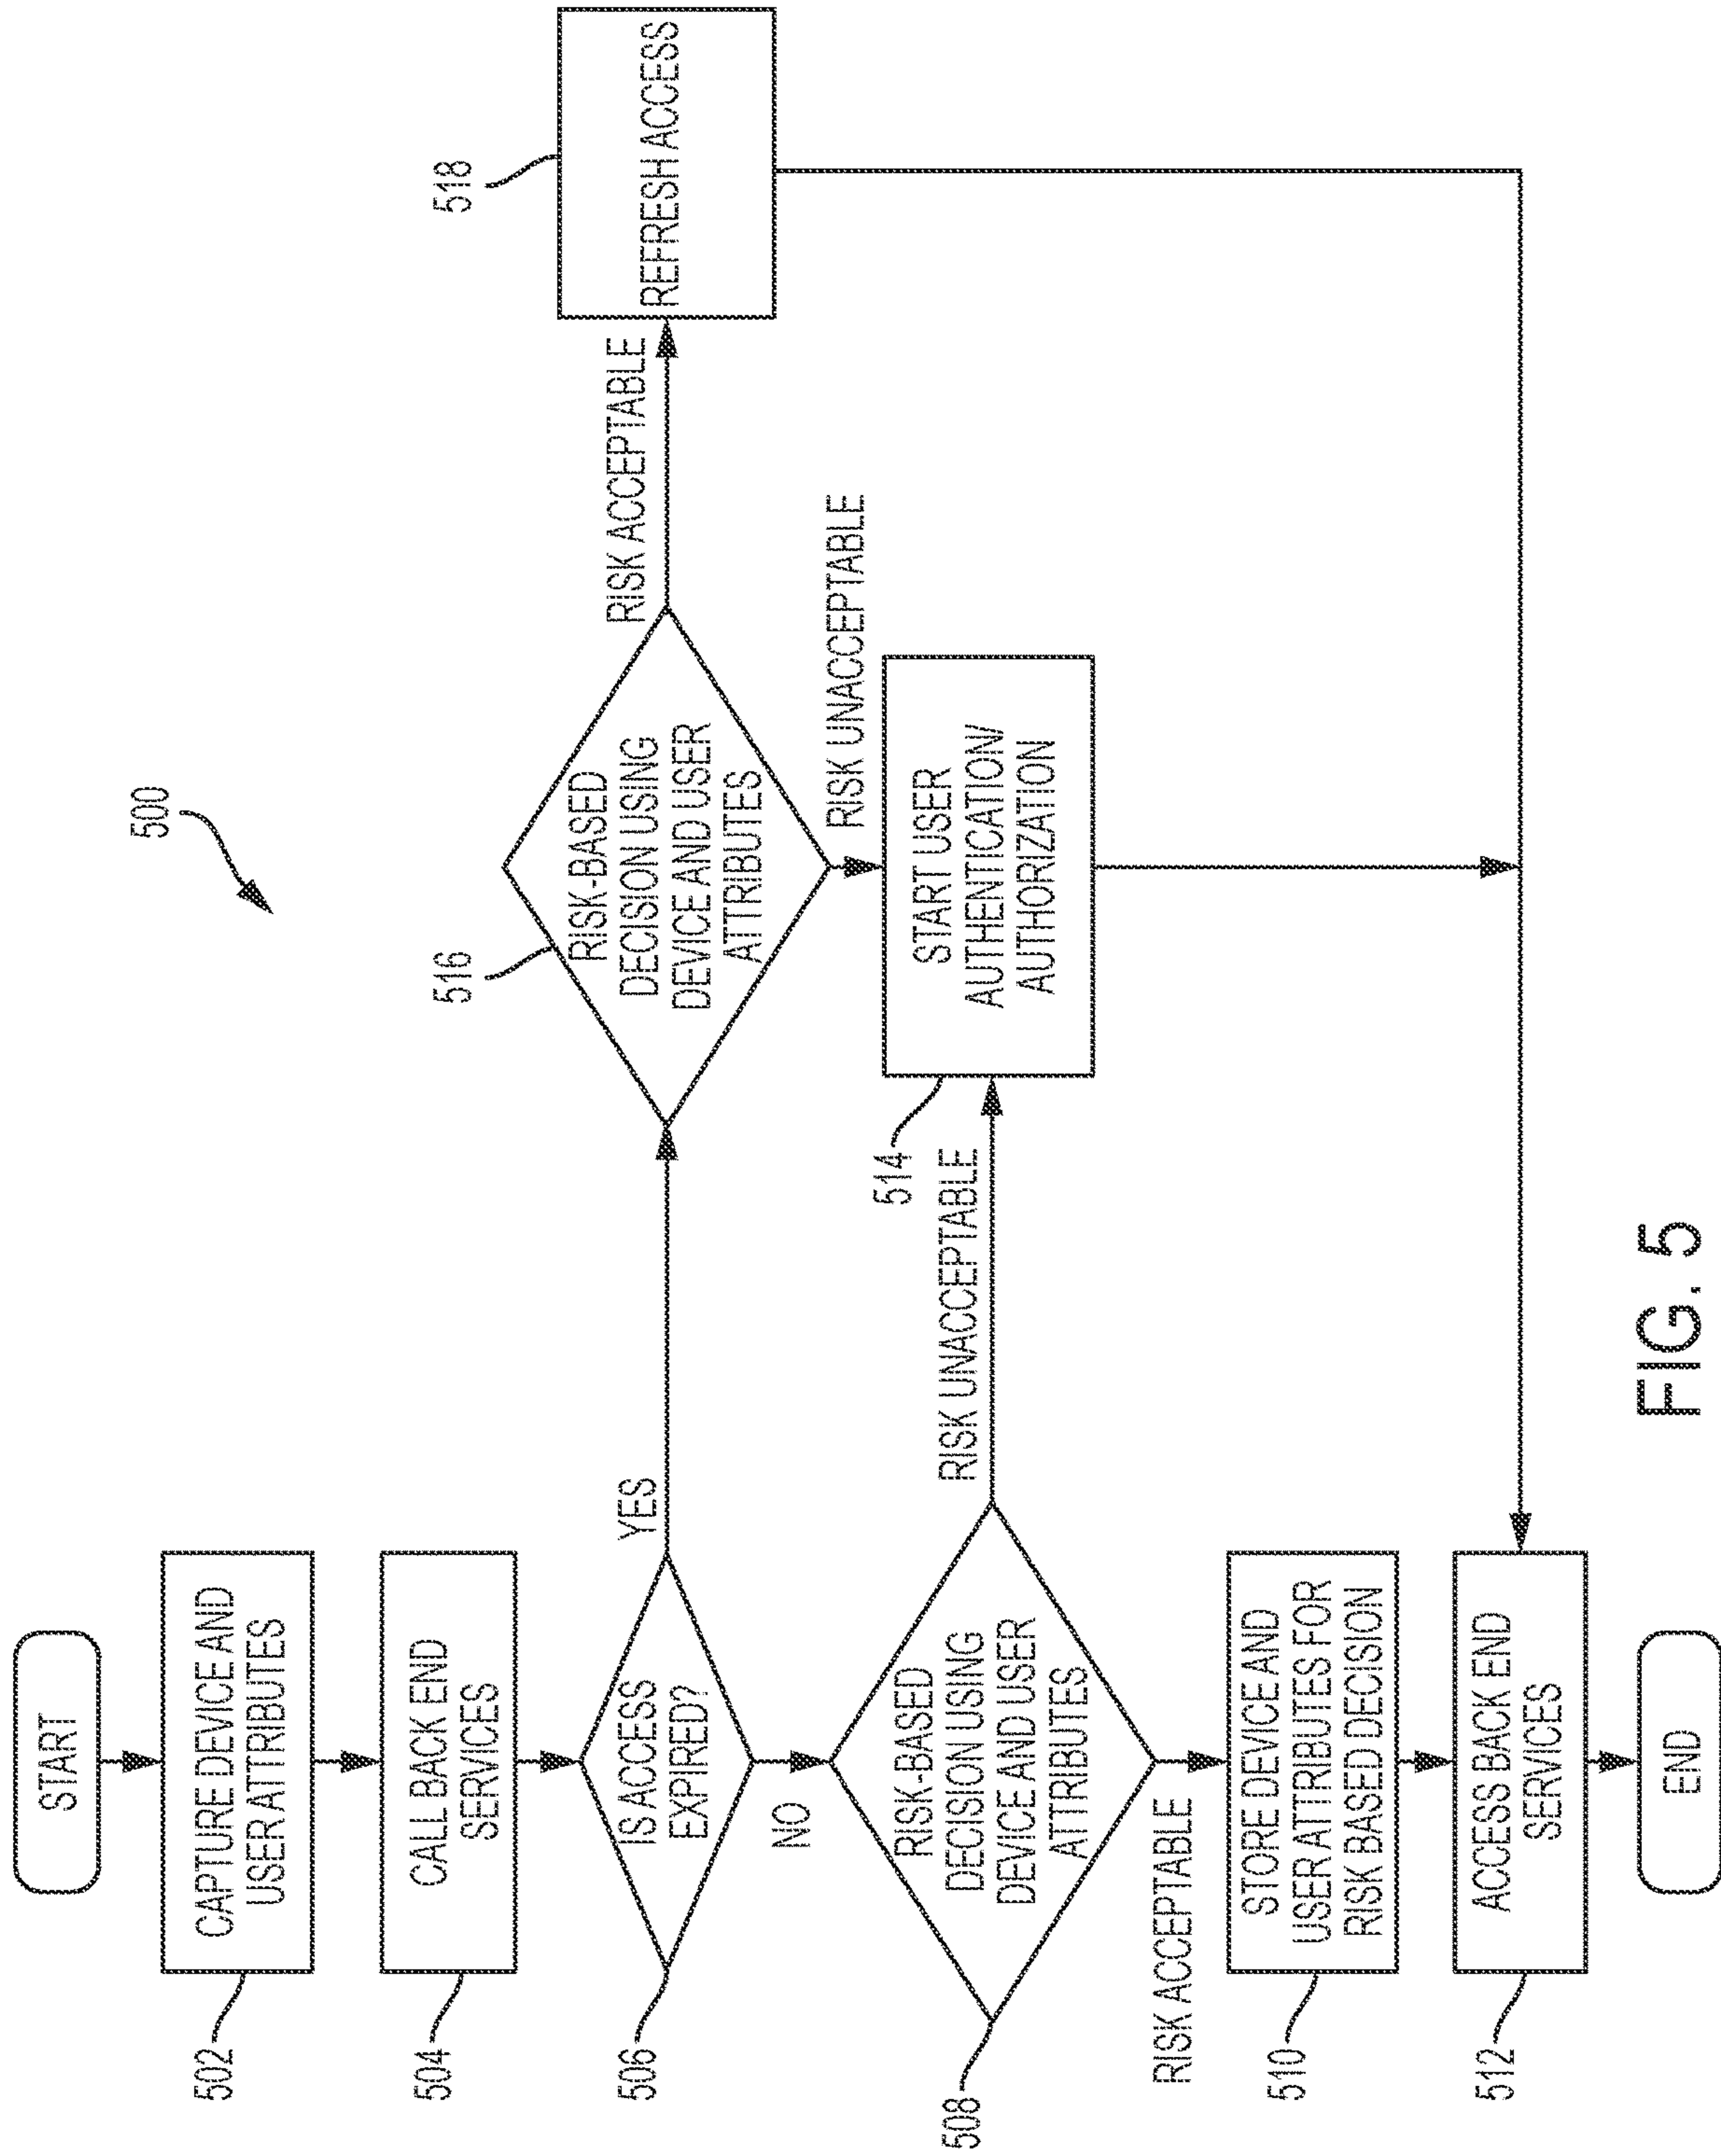 500
START
502
CAPTURE DEVICE AND
USER ATTRIBUTES
504
CALL BACK END
SERVICES
506
IS ACCESS
EXPIRED?
YES
NO
516
RISK-BASED
DECISION USING
DEVICE AND USER
ATTRIBUTES
RISK ACCEPTABLE
518
REFRESH ACCESS
RISK UNACCEPTABLE
508
RISK-BASED
DECISION USING
DEVICE AND USER
ATTRIBUTES
RISK UNACCEPTABLE
514
START USER
AUTHENTICATION/
AUTHORIZATION
RISK ACCEPTABLE
510
STORE DEVICE AND
USER ATTRIBUTES FOR
RISK BASED DECISION
512
ACCESS BACK END
SERVICES
END
FIG. 5